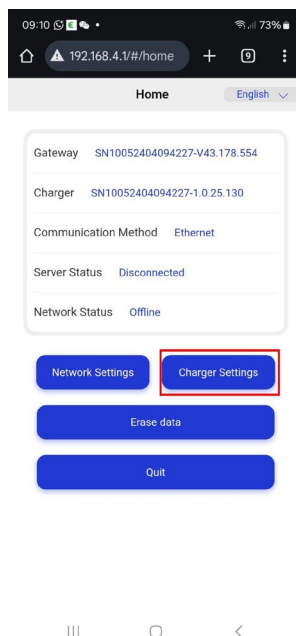 09:10 73%
192.168.4.1/#/home 9
Home English
Gateway SN10052404094227-V43.178.554
Charger SN10052404094227-1.0.25.130
Communication Method Ethernet
Server Status Disconnected
Network Status Offline
Network Settings Charger Settings
Erase data
Quit